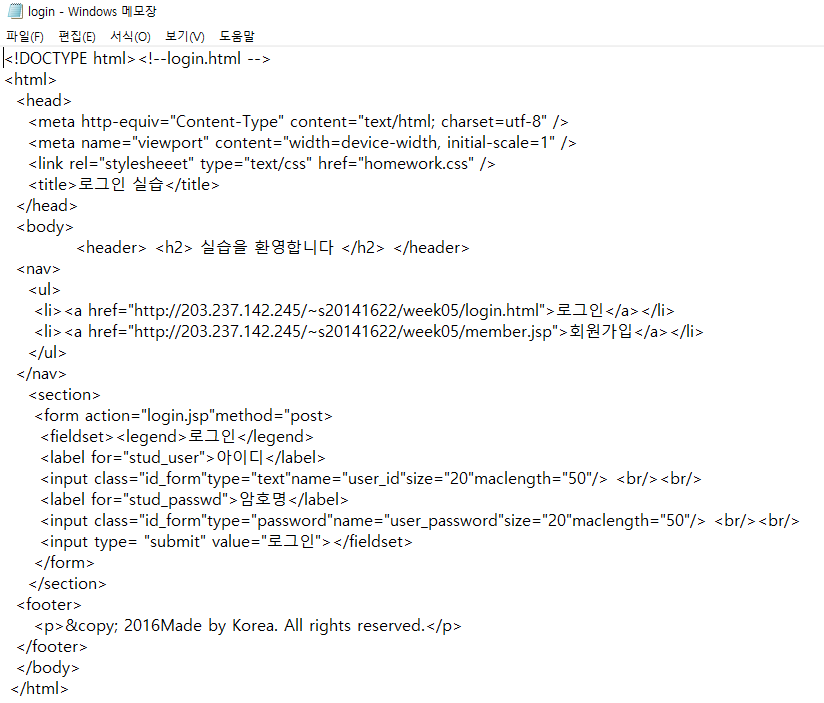 login - Windows 메모장
파일(F) 편집(E) 서식(O) 보기(V) 도움말
<!DOCTYPE html><!--login.html -->
<html>
<head>
<meta http-equiv="Content-Type" content="text/html; charset=utf-8" />
<meta name="viewport" content="width=device-width, initial-scale=1" />
<link rel="stylesheeet" type="text/css" href="homework.css" />
<title>로그인 실습</title>
</head>
<body>
<header> <h2> 실습을 환영합니다 </h2> </header>
<nav>
<ul>
<li><a href="http://203.237.142.245/~s20141622/week05/login.html">로그인</a></li>
<li><a href="http://203.237.142.245/~s20141622/week05/member.jsp">회원가입</a></li>
</ul>
</nav>
<section>
<form action="login.jsp"method="post>
<fieldset><legend>로그인</legend>
<label for="stud_user">아이디</label>
<input class="id_form"type="text"name="user_id"size="20"maclength="50"/> <br/><br/>
<label for="stud_passwd">암호명</label>
<input class="id_form"type="password"name="user_password"size="20"maclength="50"/> <br/><br/>
<input type= "submit" value="로그인"></fieldset>
</form>
</section>
<footer>
<p>&copy; 2016Made by Korea. All rights reserved.</p>
</footer>
</body>
</html>